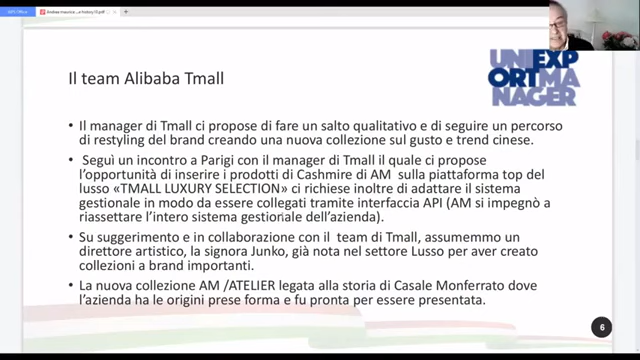 Il team Alibaba Tmall
UNIEXP
ORTMA
NAGER
• Il manager di Tmall ci propose di fare un salto qualitativo e di seguire un percorso
di restyling del brand creando una nuova collezione sul gusto e trend cinese.
• Seguì un incontro a Parigi con il manager di Tmall il quale ci propose
l'opportunità di inserire i prodotti di Cashmire di AM sulla piattaforma top del
lusso «TMALL LUXURY SELECTION» ci richiese inoltre di adattare il sistema
gestionale in modo da essere collegati tramite interfaccia API (AM si impegnò a
riassettare l'intero sistema gestionale dell'azienda).
• Su suggerimento e in collaborazione con il team di Tmall, assumemmo un
direttore artistico, la signora Junko, già nota nel settore Lusso per aver creato
collezioni a brand importanti.
• La nuova collezione AM /ATELIER legata alla storia di Casale Monferrato dove
l'azienda ha le origini prese forma e fu pronta per essere presentata.
6